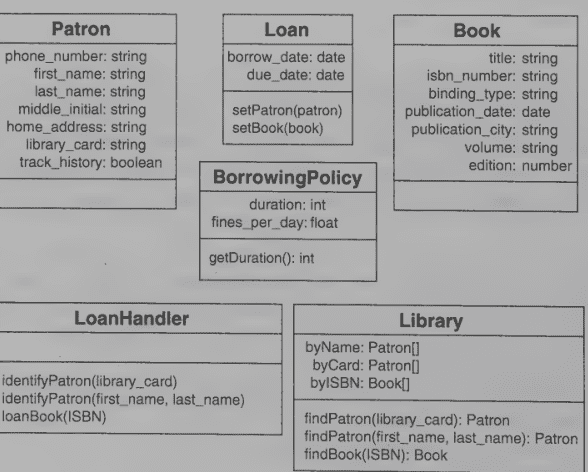 Patron
phone_number: string
first_name: string
last_name: string
middle_initial: string
home_address: string
library_card: string
track_history: boolean
Loan
borrow_date: date
due_date: date
setPatron(patron)
setBook(book)
Book
title: string
isbn_number: string
binding_type: string
publication_date: date
publication_city: string
volume: string
edition: number
BorrowingPolicy
duration: int
fines_per_day: float
getDuration(): int
LoanHandler
identifyPatron(library_card)
identifyPatron(first_name, last_name)
loanBook(ISBN)
Library
byName: Patron[]
byCard: Patron[]
byISBN: Book[]
findPatron(library_card): Patron
findPatron(first_name, last_name): Patron
findBook(ISBN): Book